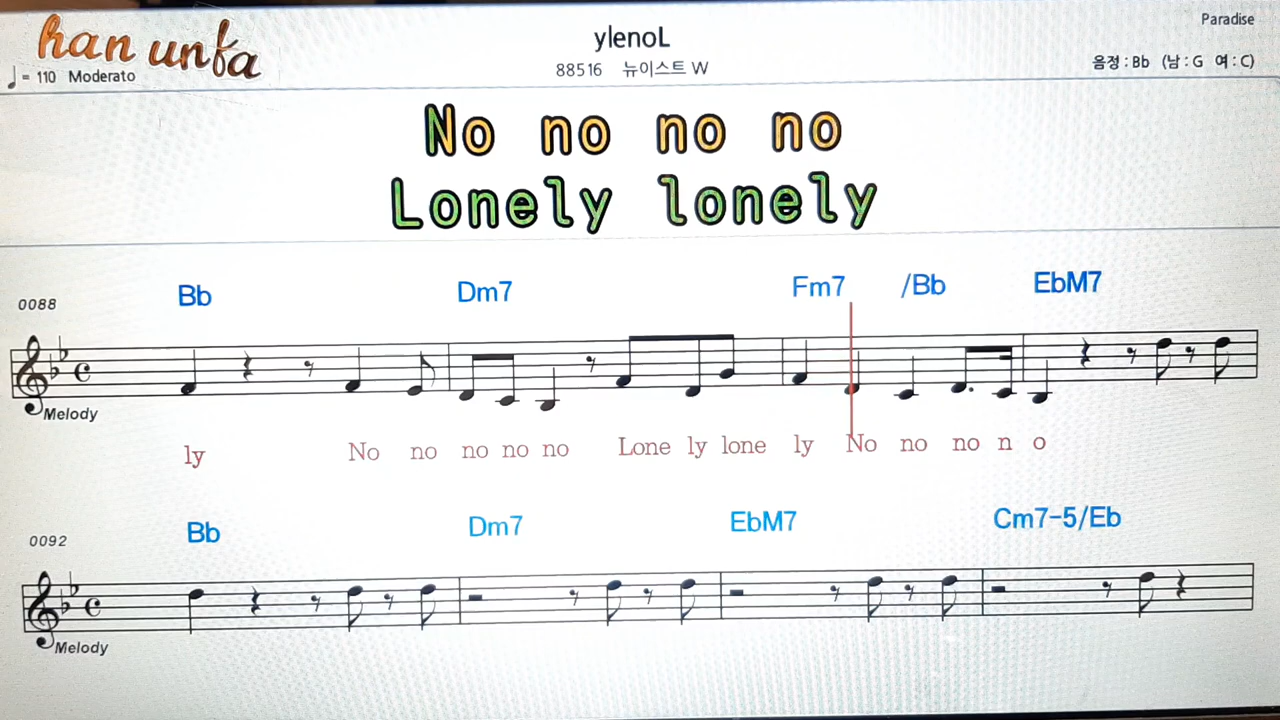 han unfa
Paradise
ylenoL
♩= 110 Moderato
88516 뉴이스트 W
음정 : Bb (남 : G 여 : C)
No no no no
Lonely lonely
0088
Bb Dm7 Fm7 /Bb EbM7
Melody
ly No no no no no Lone ly lone ly No no no n o
0092
Bb Dm7 EbM7 Cm7-5/Eb
Melody